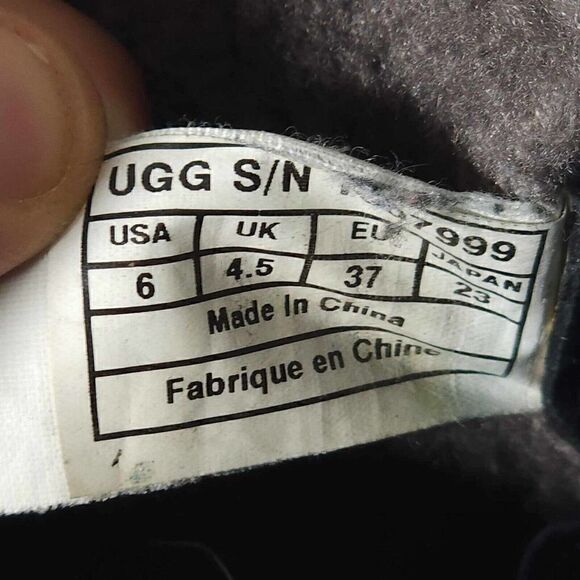 UGG S/N 7999
USA UK EU JAPAN
6 4.5 37 23
Made In China
Fabrique en Chine